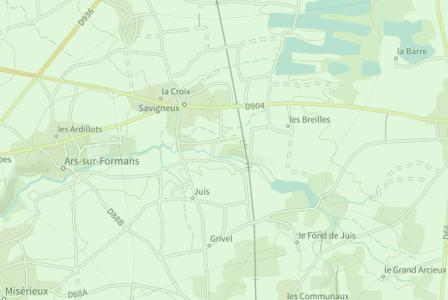 D936
la Barre
la Croix
Savigneux
D904
les Breilles
les Ardillots
Ars-sur-Formans
Juis
D88B
Grivel
le Fond de Juis
le Grand Arcieux
Misérieux
D88A
les Communaux